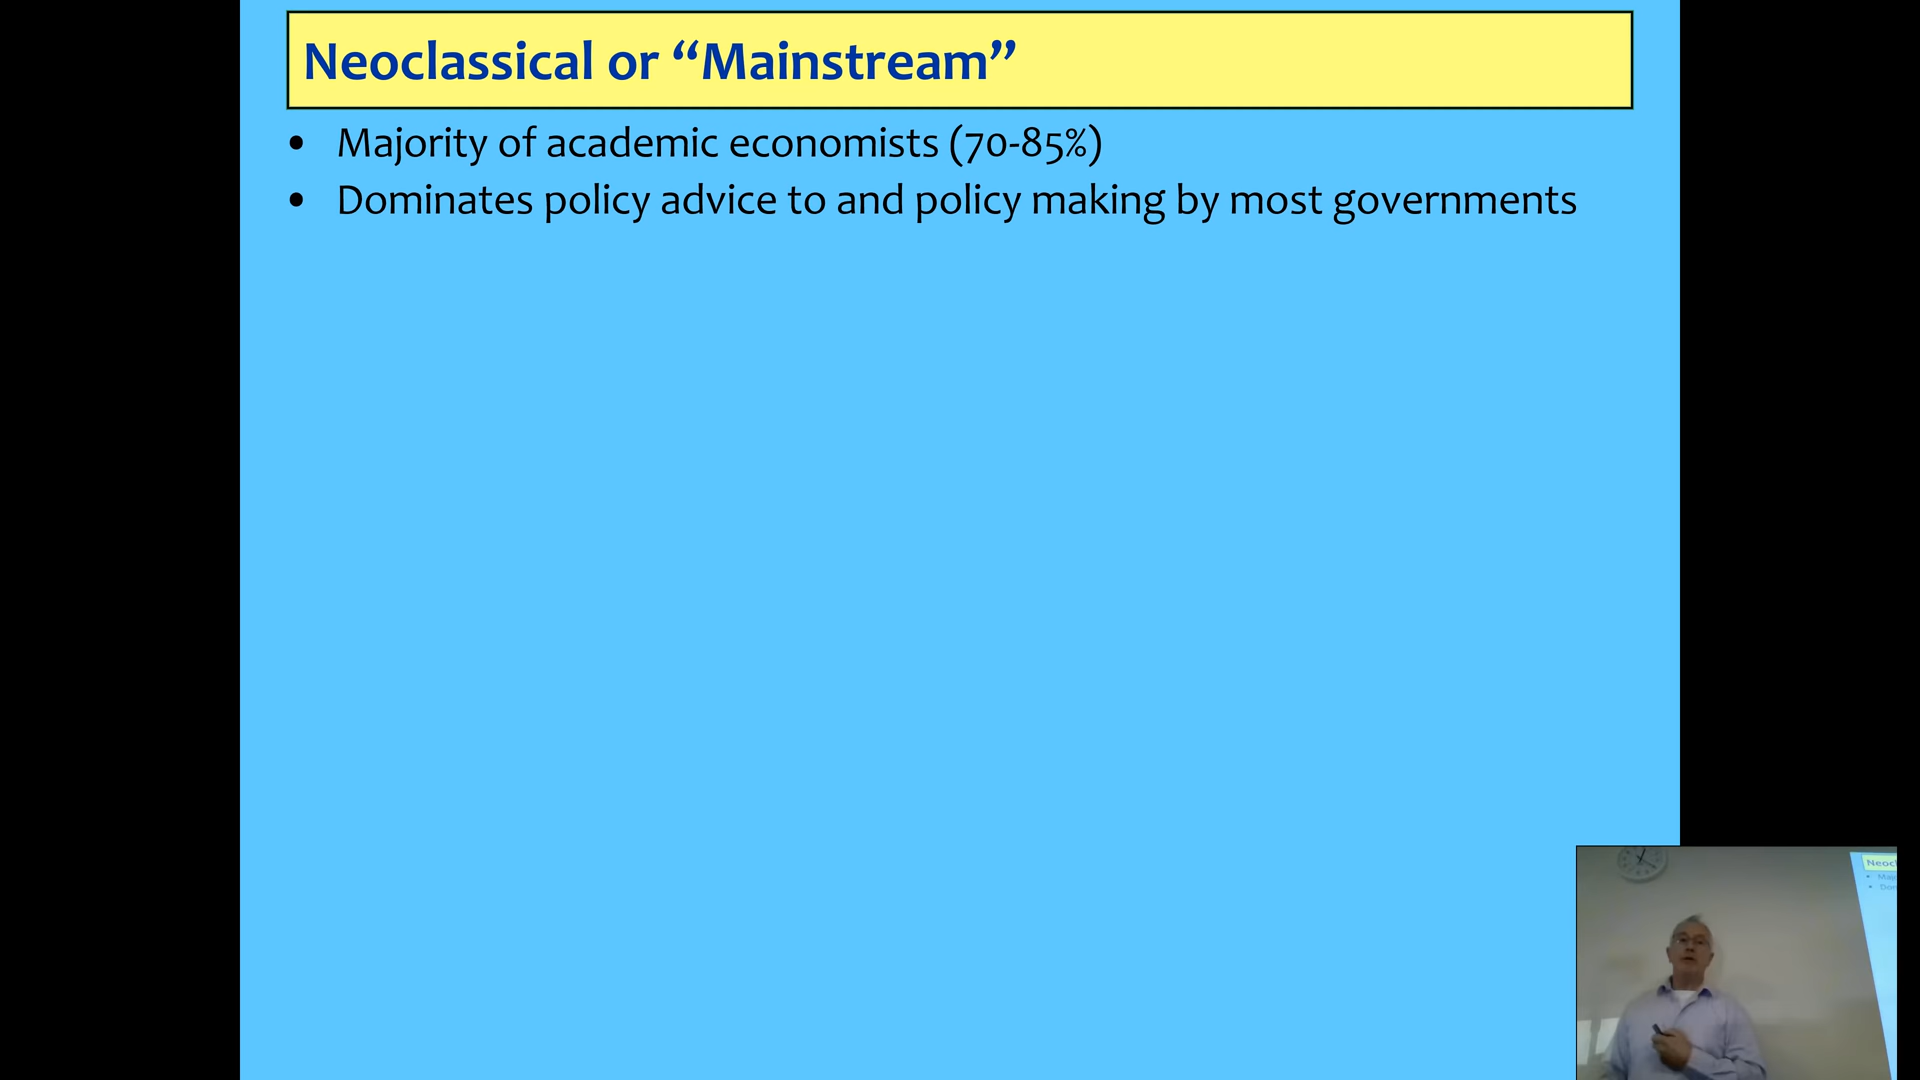 Neoclassical or “Mainstream”
• Majority of academic economists (70-85%)
• Dominates policy advice to and policy making by most governments